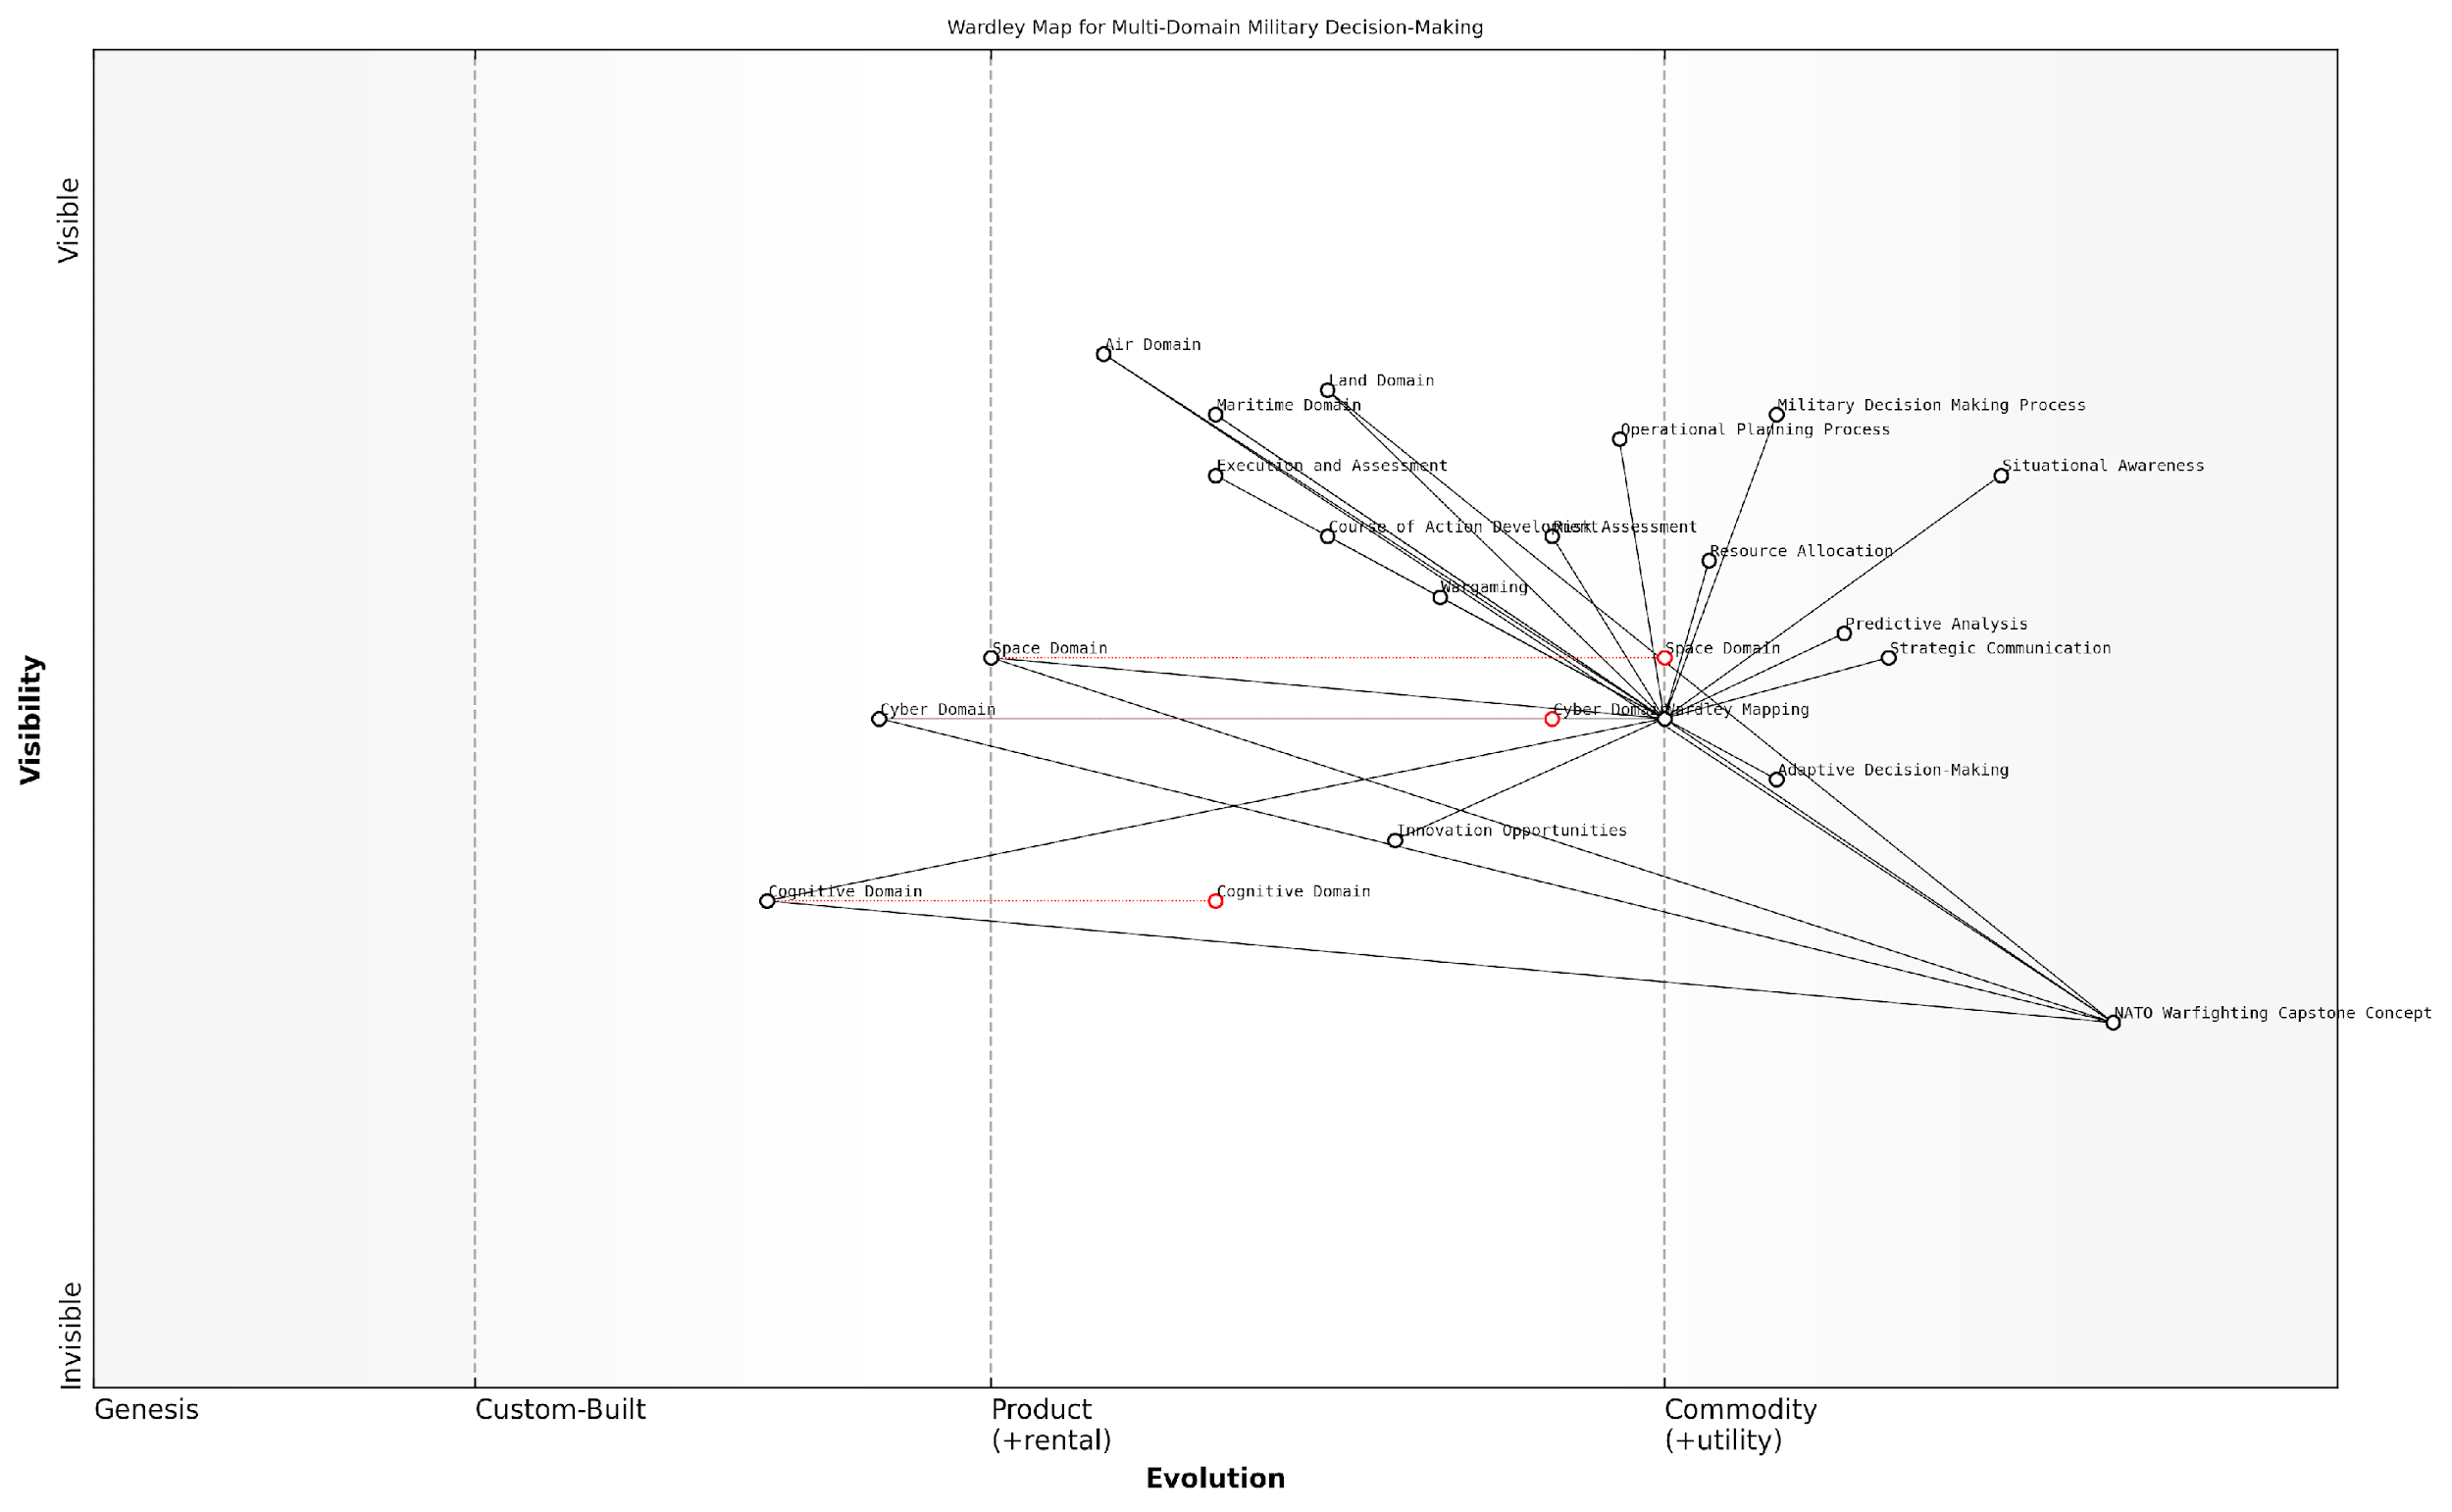 Wardley Map for Multi-Domain Military Decision-Making
Visible
Visibility
Invisible
Air Domain
Land Domain
Maritime Domain
Military Decision Making Process
Operational Planning Process
Execution and Assessment
Situational Awareness
Course of Action Development
Risk Assessment
Resource Allocation
Wargaming
Predictive Analysis
Space Domain
Space Domain
Strategic Communication
Cyber Domain
Cyber Domain
Wardley Mapping
Adaptive Decision-Making
Innovation Opportunities
Cognitive Domain
Cognitive Domain
NATO Warfighting Capstone Concept
Genesis
Custom-Built
Product
(+rental)
Commodity
(+utility)
Evolution